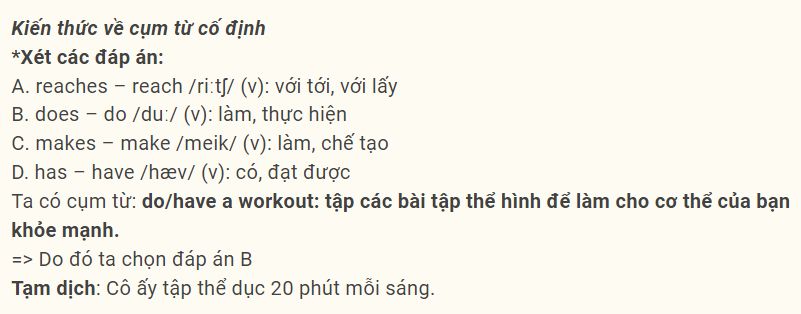 Kiến thức về cụm từ cố định
*Xét các đáp án:
A. reaches – reach /riːtʃ/ (v): với tới, với lấy
B. does – do /duː/ (v): làm, thực hiện
C. makes – make /meik/ (v): làm, chế tạo
D. has – have /hæv/ (v): có, đạt được
Ta có cụm từ: do/have a workout: tập các bài tập thể hình để làm cho cơ thể của bạn
khỏe mạnh.
=> Do đó ta chọn đáp án B
Tạm dịch: Cô ấy tập thể dục 20 phút mỗi sáng.